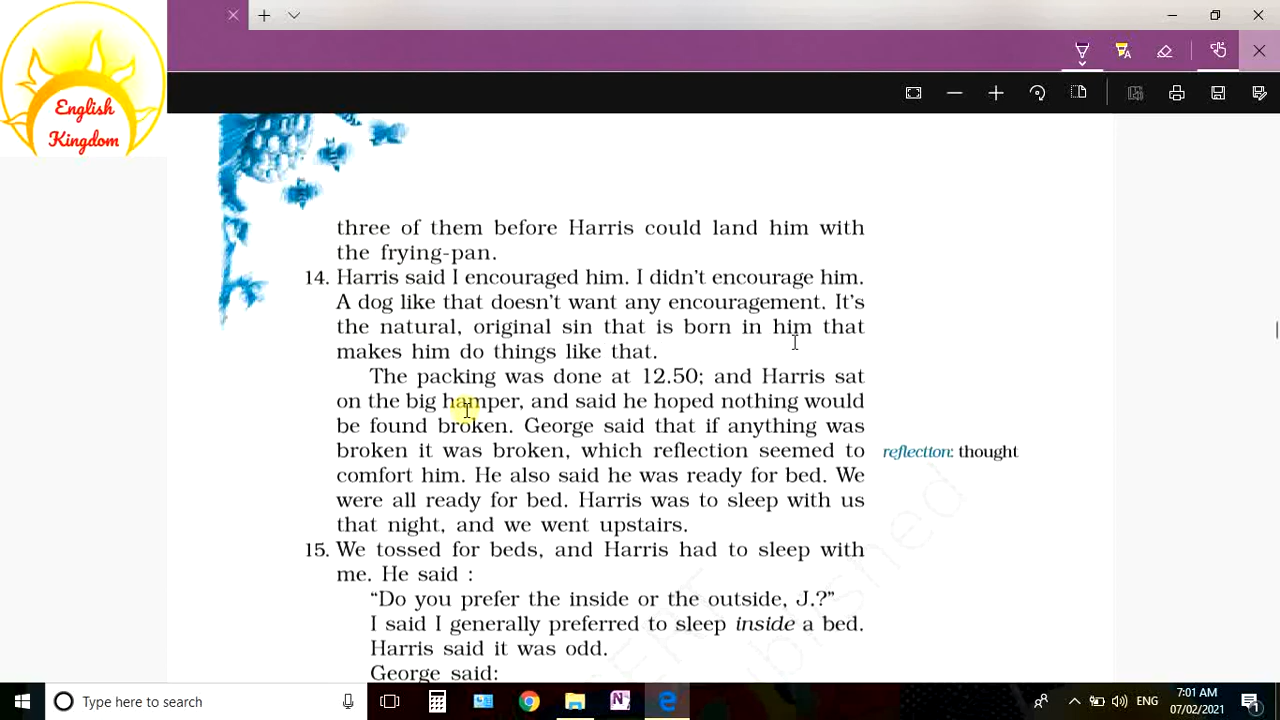 English
Kingdom
three of them before Harris could land him with
the frying-pan.
14. Harris said I encouraged him. I didn't encourage him.
A dog like that doesn't want any encouragement. It's
the natural, original sin that is born in him that
makes him do things like that.
The packing was done at 12.50; and Harris sat
on the big hamper, and said he hoped nothing would
be found broken. George said that if anything was
broken it was broken, which reflection seemed to
comfort him. He also said he was ready for bed. We
were all ready for bed. Harris was to sleep with us
that night, and we went upstairs.
reflection: thought
15. We tossed for beds, and Harris had to sleep with
me. He said :
“Do you prefer the inside or the outside, J.?”
I said I generally preferred to sleep inside a bed.
Harris said it was odd.
George said:
Type here to search
ENG
7:01 AM
07/02/2021